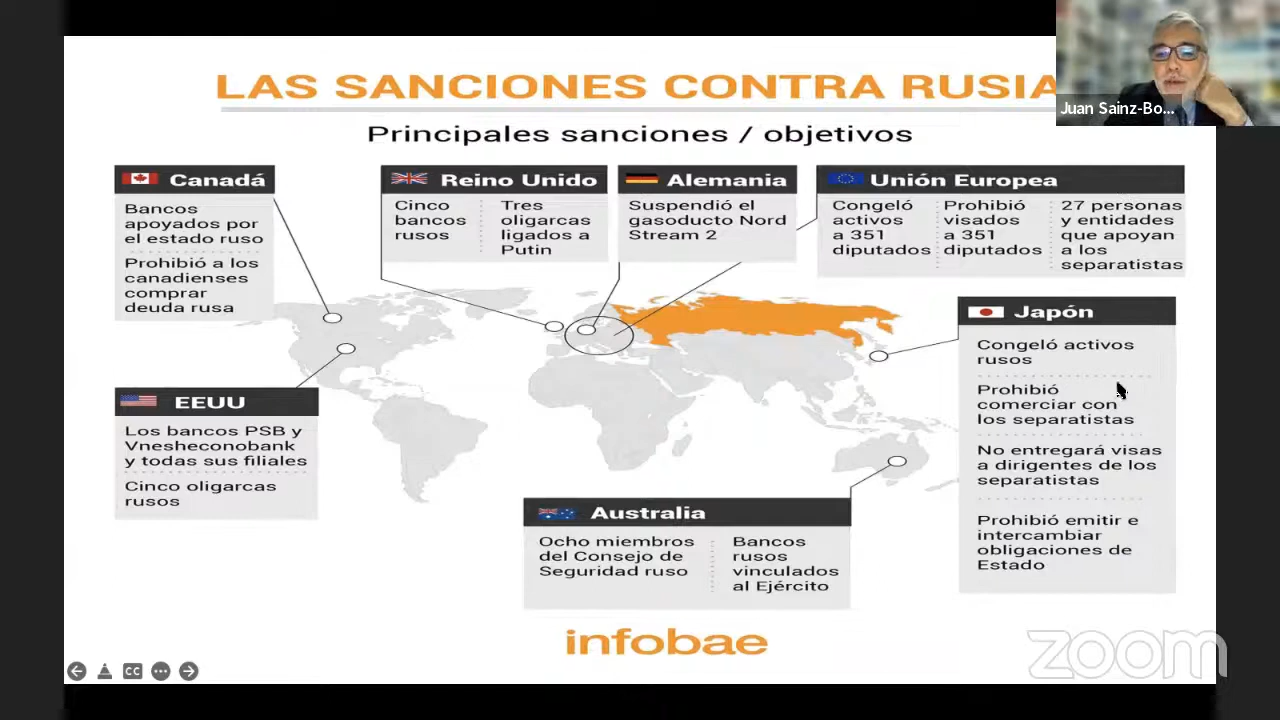 LAS SANCIONES CONTRA RUSIA
Juan Sainz-Bo...
Principales sanciones / objetivos
Canadá
Bancos
apoyados por
el estado ruso
Prohibió a los
canadienses
comprar
deuda rusa
Reino Unido
Cinco
bancos
rusos
Tres
oligarcas
ligados a
Putin
Alemania
Suspendió el
gasoducto Nord
Stream 2
Unión Europea
Congeló
activos
a 351
diputados
Prohibió
visados
a 351
diputados
27 personas
y entidades
que apoyan
a los
separatistas
Japón
Congeló activos
rusos
Prohibió
comerciar con
los separatistas
No entregará visas
a dirigentes de los
separatistas
Prohibió emitir e
intercambiar
obligaciones de
Estado
EEUU
Los bancos PSB y
Vnesheconobank
y todas sus filiales
Cinco oligarcas
rusos
Australia
Ocho miembros
del Consejo de
Seguridad ruso
Bancos
rusos
vinculados
al Ejército
infobae
zoom
CC